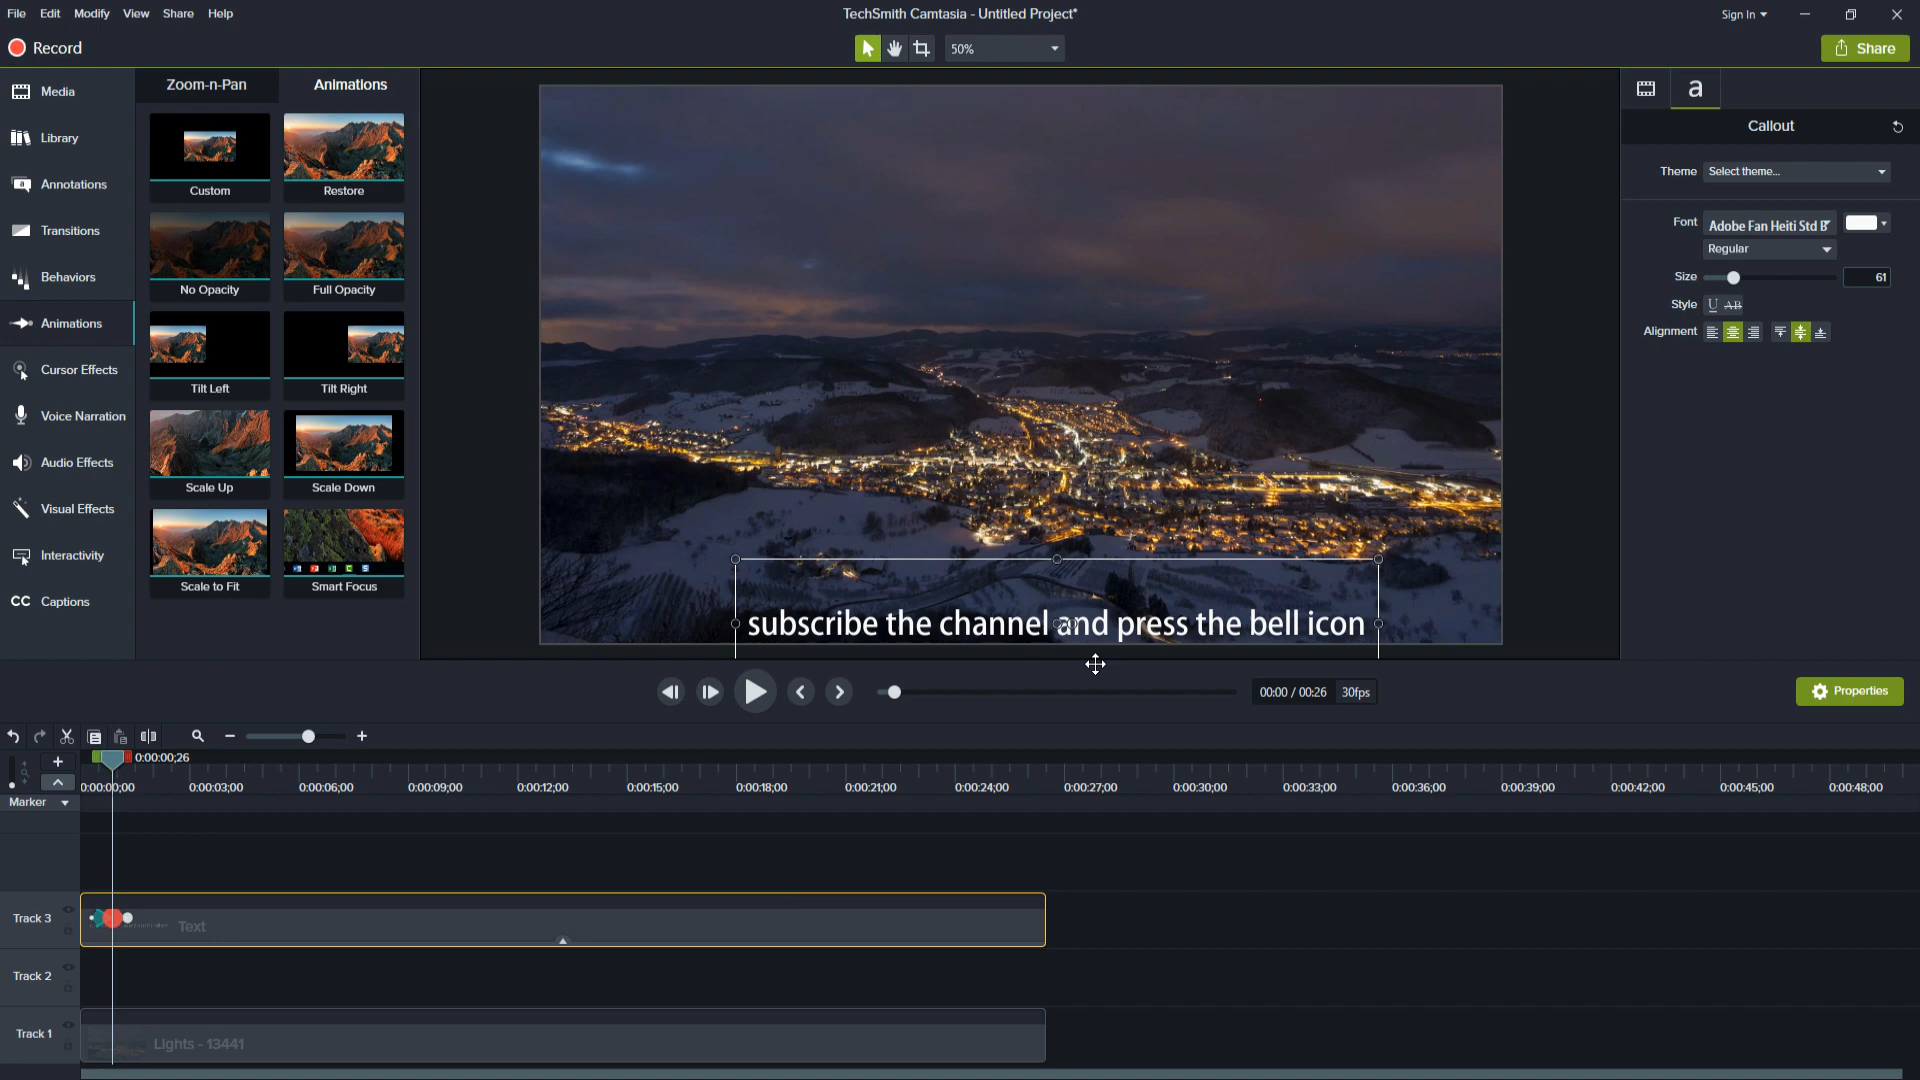 File Edit Modify View Share Help
TechSmith Camtasia - Untitled Project*
Sign In
Record
50%
Share
Media
Library
Annotations
Transitions
Behaviors
Animations
Cursor Effects
Voice Narration
Audio Effects
Visual Effects
Interactivity
CC Captions
Zoom-n-Pan Animations
Custom Restore
No Opacity Full Opacity
Tilt Left Tilt Right
Scale Up Scale Down
Scale to Fit Smart Focus
subscribe the channel and press the bell icon
a
Callout
Theme Select theme...
Font Adobe Fan Heiti Std B
Regular
Size 61
Style U AB
Alignment
00:00 / 00:26 30fps
Properties
0:00:00;26
0:00:00;00 0:00:03;00 0:00:06;00 0:00:09;00 0:00:12;00 0:00:15;00 0:00:18;00 0:00:21;00 0:00:24;00 0:00:27;00 0:00:30;00 0:00:33;00 0:00:36;00 0:00:39;00 0:00:42;00 0:00:45;00 0:00:48;00
Marker
Track 3 Text
Track 2
Track 1 Lights - 13441